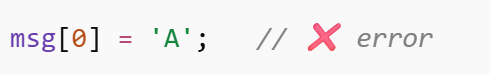 msg[0] = 'A';   // ❌ error